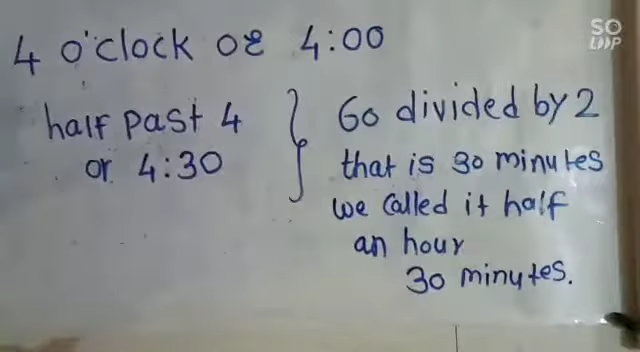 4 o'clock or 4:00
half past 4
or 4:30
60 divided by 2
that is 30 minutes
we called it half
an hour
30 minutes.
SO
LOOP